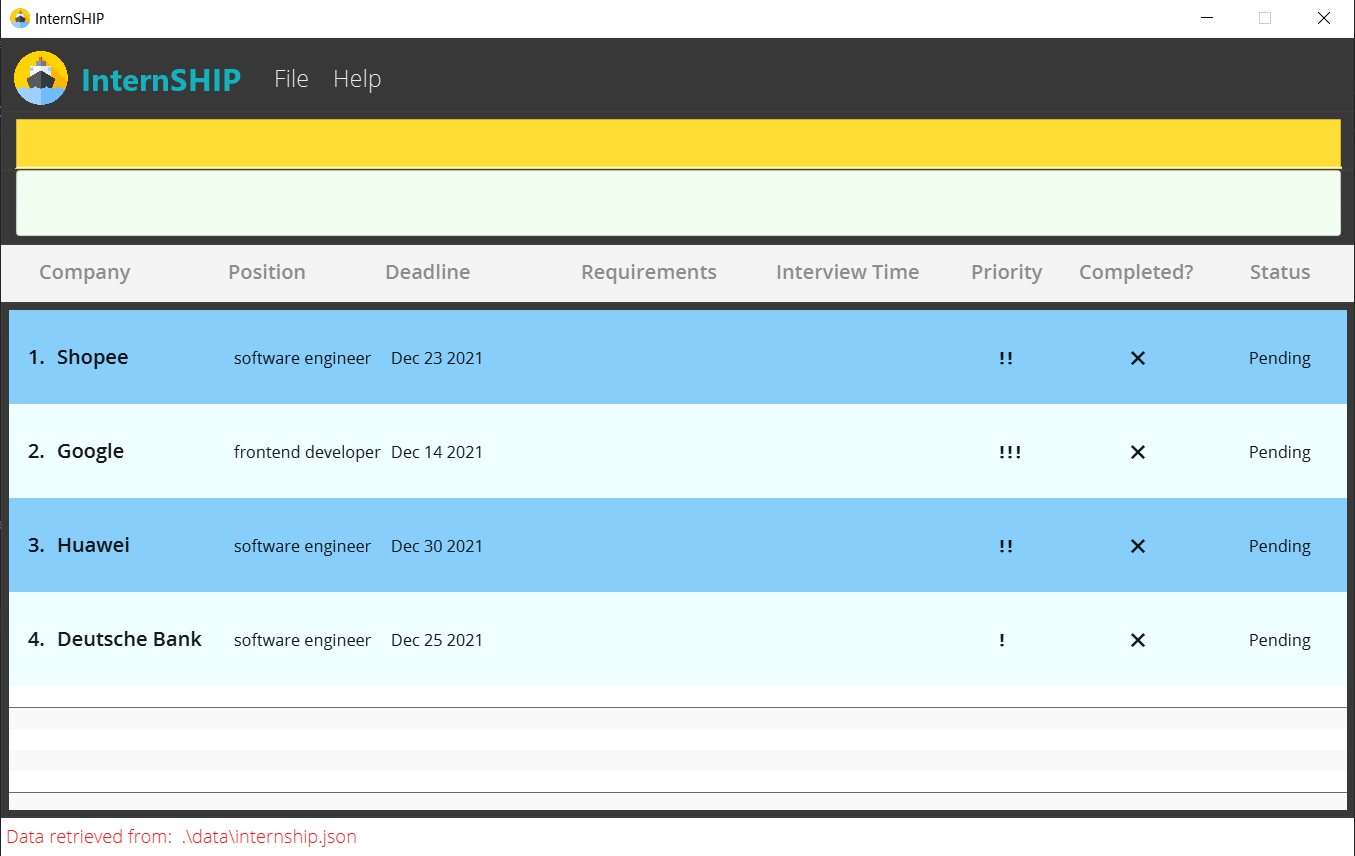 InternSHIP
InternSHIP File Help
Company Position Deadline Requirements Interview Time Priority Completed? Status
1. Shopee software engineer Dec 23 2021 !! ✕ Pending
2. Google frontend developer Dec 14 2021 !!! ✕ Pending
3. Huawei software engineer Dec 30 2021 !! ✕ Pending
4. Deutsche Bank software engineer Dec 25 2021 ! ✕ Pending
Data retrieved from: .\data\internship.json